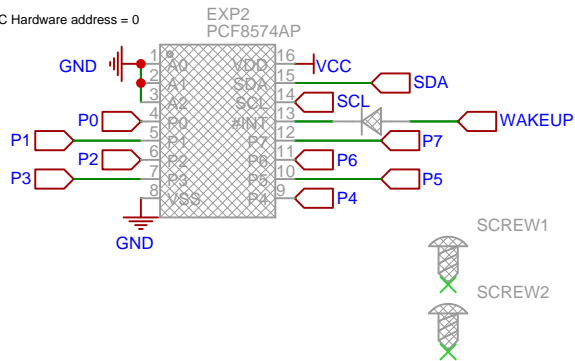 C Hardware address = 0
EXP2
PCF8574AP
GND
1 A0 VDD 16 VCC
2 A1 SDA 15 SDA
3 A2 SCL 14 SCL
P0 4 P0 #INT 13 WAKEUP
P1 5 P1 P7 12 P7
P2 6 P2 P6 11 P6
P3 7 P3 P5 10 P5
8 VSS P4 9 P4
GND
SCREW1
SCREW2